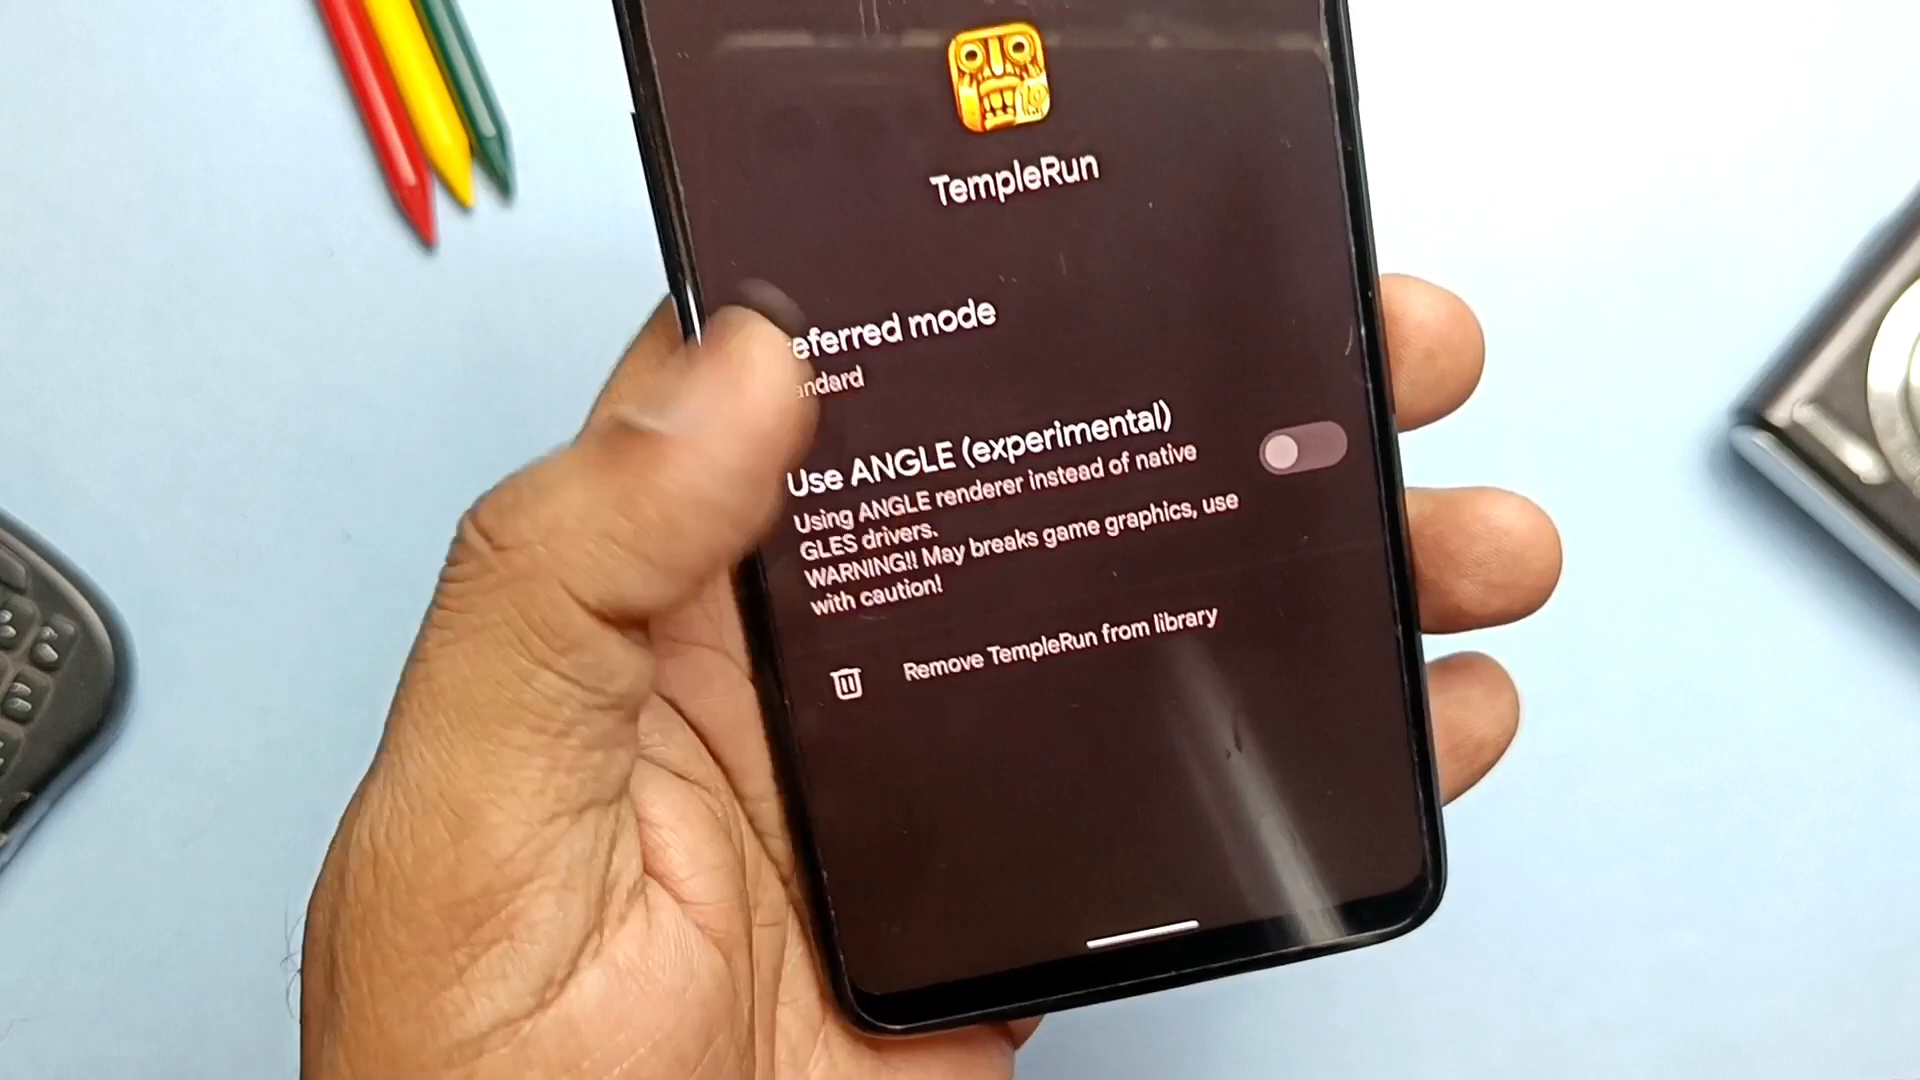 TempleRun
eferred mode
andard
Use ANGLE (experimental)
Using ANGLE renderer instead of native
GLES drivers.
WARNING!! May breaks game graphics, use
with caution!
Remove TempleRun from library